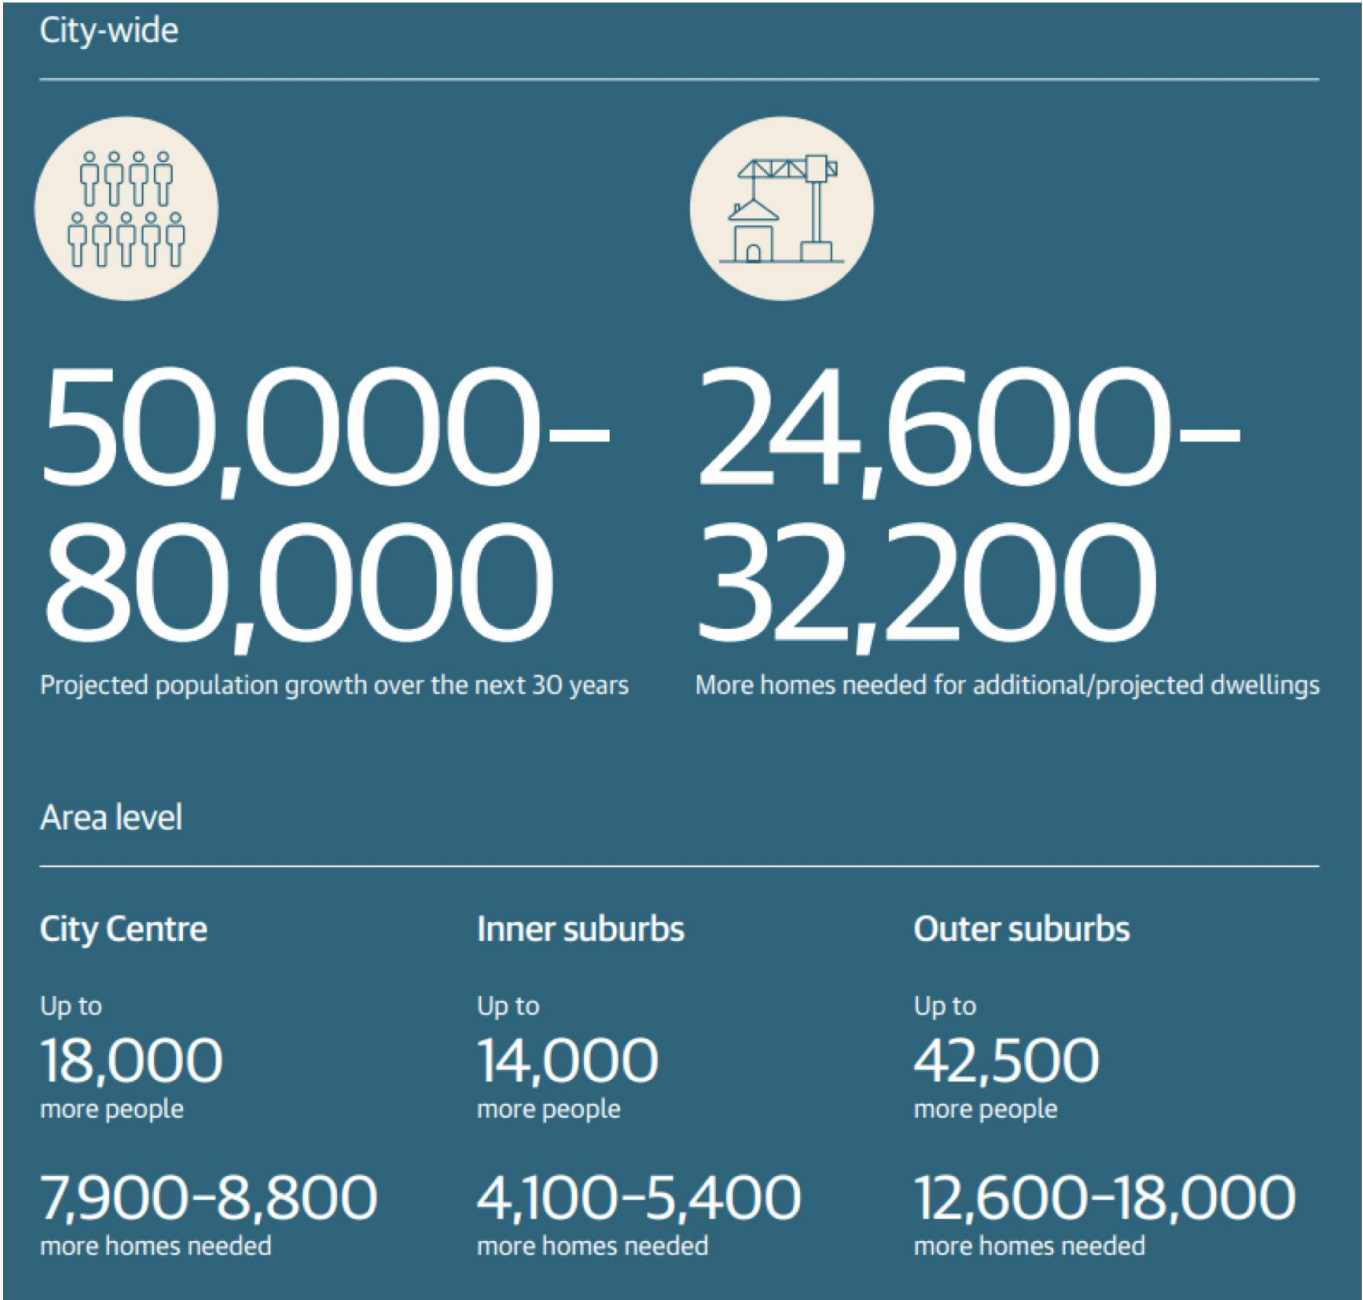 City-wide
50,000–
80,000
Projected population growth over the next 30 years
24,600–
32,200
More homes needed for additional/projected dwellings
Area level
City Centre
Up to
18,000
more people
7,900–8,800
more homes needed
Inner suburbs
Up to
14,000
more people
4,100–5,400
more homes needed
Outer suburbs
Up to
42,500
more people
12,600–18,000
more homes needed